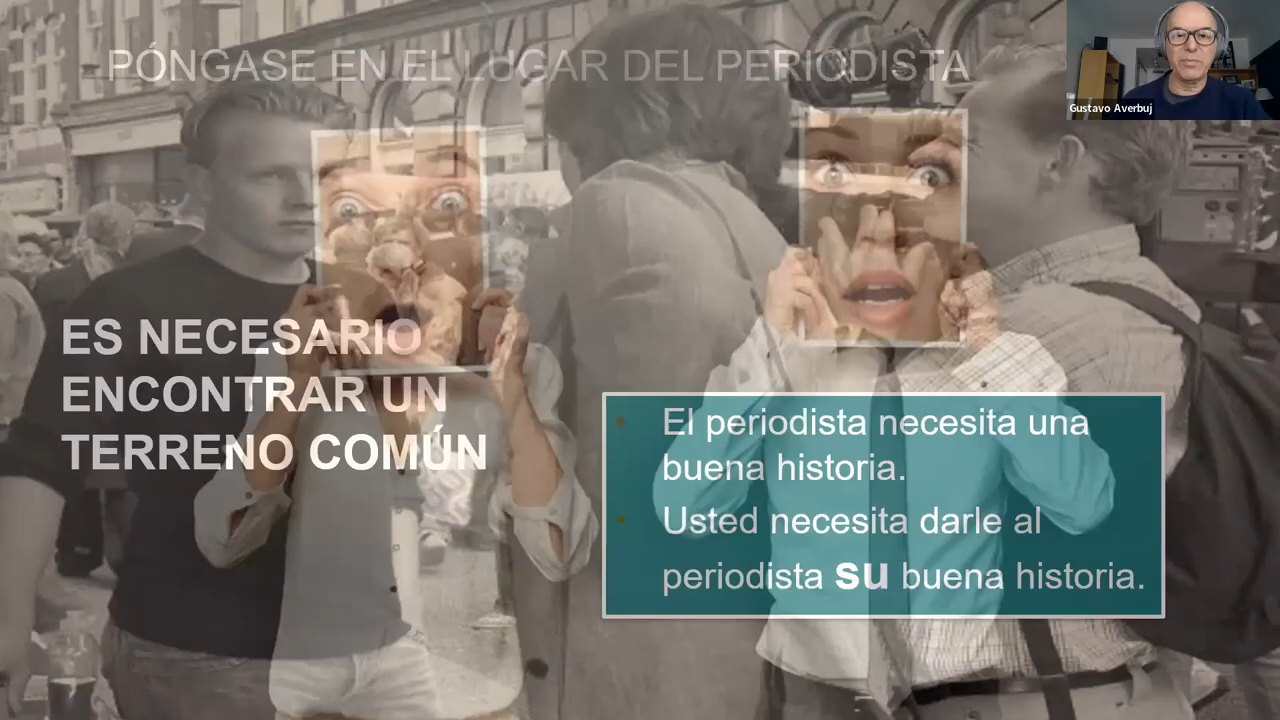 PÓNGASE EN EL LUGAR DEL PERIODISTA
Gustavo Averbuj
ES NECESARIO
ENCONTRAR UN
TERRENO COMÚN
• El periodista necesita una
buena historia.
• Usted necesita darle al
periodista su buena historia.